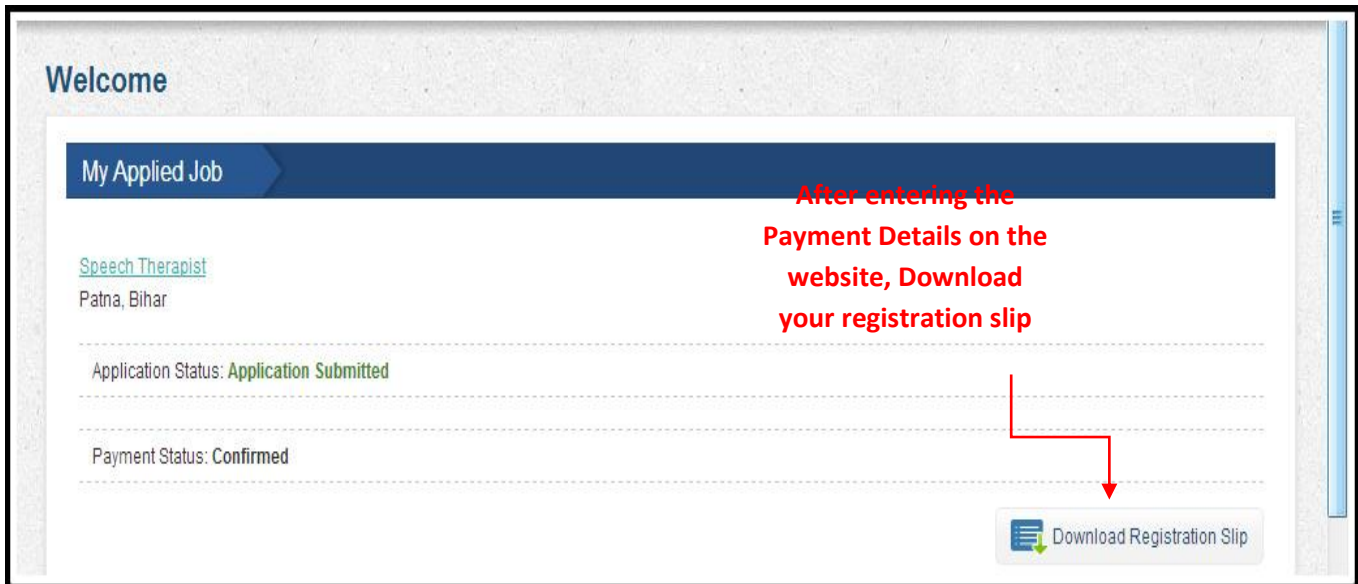 Welcome
My Applied Job
After entering the
Payment Details on the
website, Download
your registration slip
Speech Therapist
Patna, Bihar
Application Status: Application Submitted
Payment Status: Confirmed
Download Registration Slip